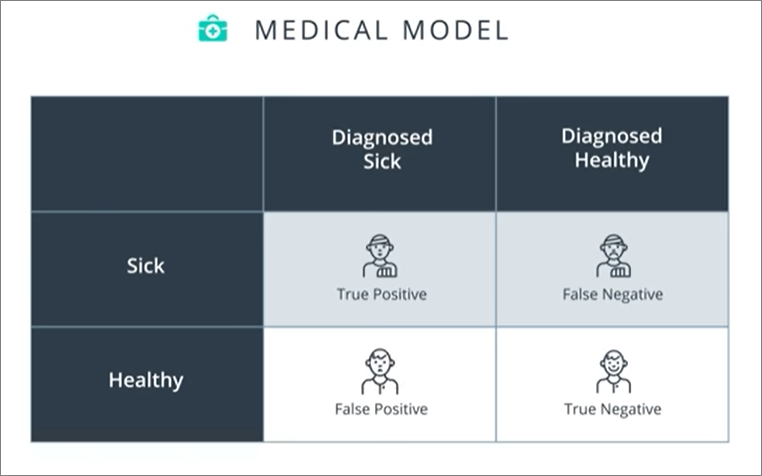 MEDICAL MODEL
Diagnosed
Sick
Diagnosed
Healthy
Sick
True Positive
False Negative
Healthy
False Positive
True Negative